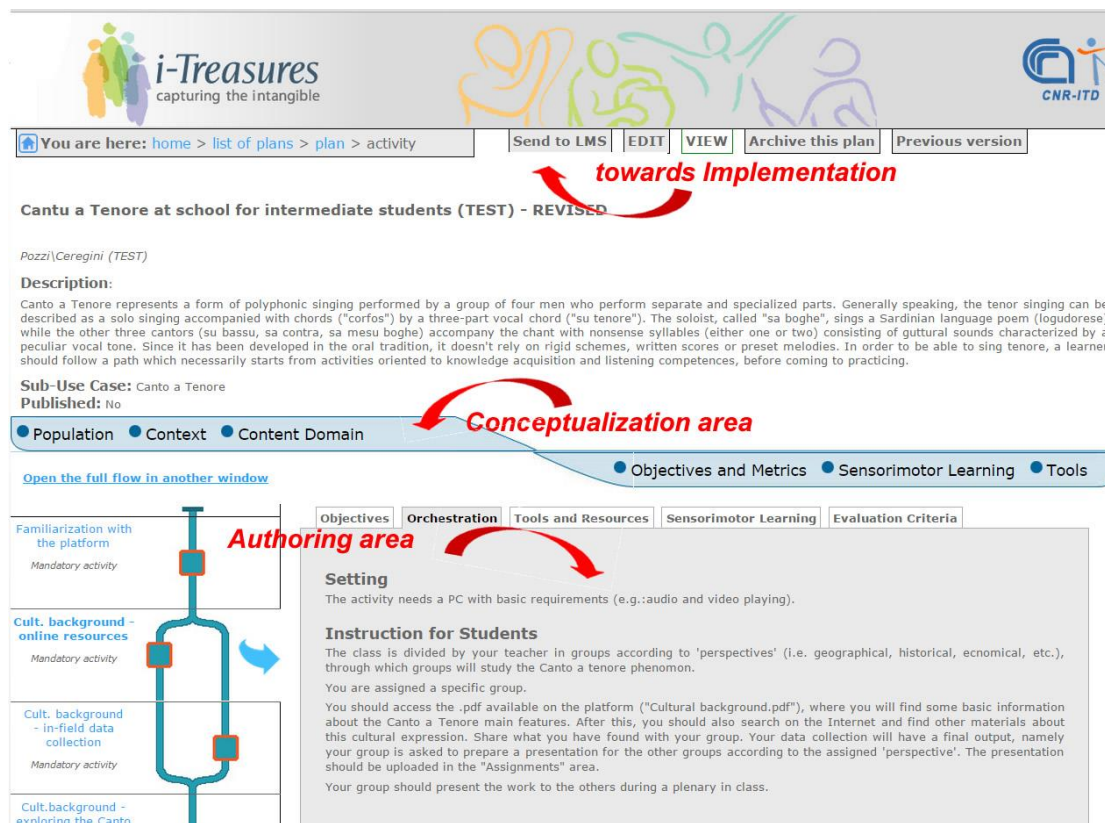 i-Treasures
capturing the intangible
CNR-ITD
You are here: home > list of plans > plan > activity
Send to LMS
EDIT
VIEW
Archive this plan
Previous version
towards Implementation
Cantu a Tenore at school for intermediate students (TEST) - REVISED
Pozzi\Ceregini (TEST)
Description:
Canto a Tenore represents a form of polyphonic singing performed by a group of four men who perform separate and specialized parts. Generally speaking, the tenor singing can be
described as a solo singing accompanied with chords ("corfos") by a three-part vocal chord ("su tenore"). The soloist, called "sa boghe", sings a Sardinian language poem (logudorese)
while the other three cantors (su bassu, sa contra, sa mesu boghe) accompany the chant with nonsense syllables (either one or two) consisting of guttural sounds characterized by a
peculiar vocal tone. Since it has been developed in the oral tradition, it doesn't rely on rigid schemes, written scores or preset melodies. In order to be able to sing tenore, a learner
should follow a path which necessarily starts from activities oriented to knowledge acquisition and listening competences, before coming to practicing.
Sub-Use Case: Canto a Tenore
Published: No
Conceptualization area
Population
Context
Content Domain
Objectives and Metrics
Sensorimotor Learning
Tools
Open the full flow in another window
Familiarization with
the platform
Mandatory activity
Cult. background -
online resources
Mandatory activity
Cult. background
- in-field data
collection
Mandatory activity
Cult.background -
exploring the Canto
Authoring area
Objectives
Orchestration
Tools and Resources
Sensorimotor Learning
Evaluation Criteria
Setting
The activity needs a PC with basic requirements (e.g.:audio and video playing).
Instruction for Students
The class is divided by your teacher in groups according to 'perspectives' (i.e. geographical, historical, ecnomical, etc.),
through which groups will study the Canto a tenore phenomon.
You are assigned a specific group.
You should access the .pdf available on the platform ("Cultural background.pdf"), where you will find some basic information
about the Canto a Tenore main features. After this, you should also search on the Internet and find other materials about
this cultural expression. Share what you have found with your group. Your data collection will have a final output, namely
your group is asked to prepare a presentation for the other groups according to the assigned 'perspective'. The presentation
should be uploaded in the "Assignments" area.
Your group should present the work to the others during a plenary in class.